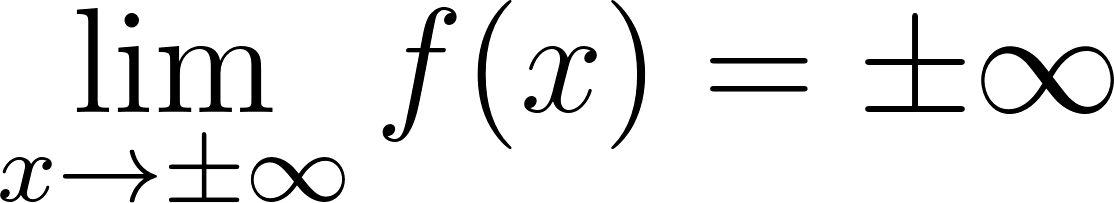 lim f(x) = ±∞
x→±∞